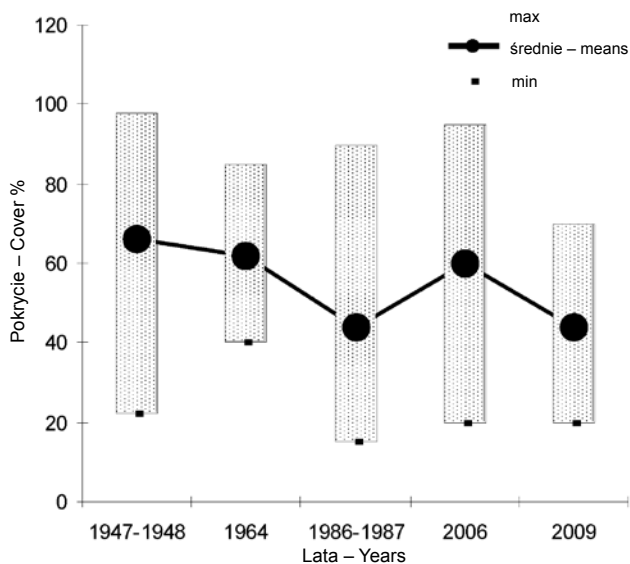 max
średnie – means
min
Pokrycie – Cover %
120
100
80
60
40
20
0
1947-1948 1964 1986-1987 2006 2009
Lata – Years